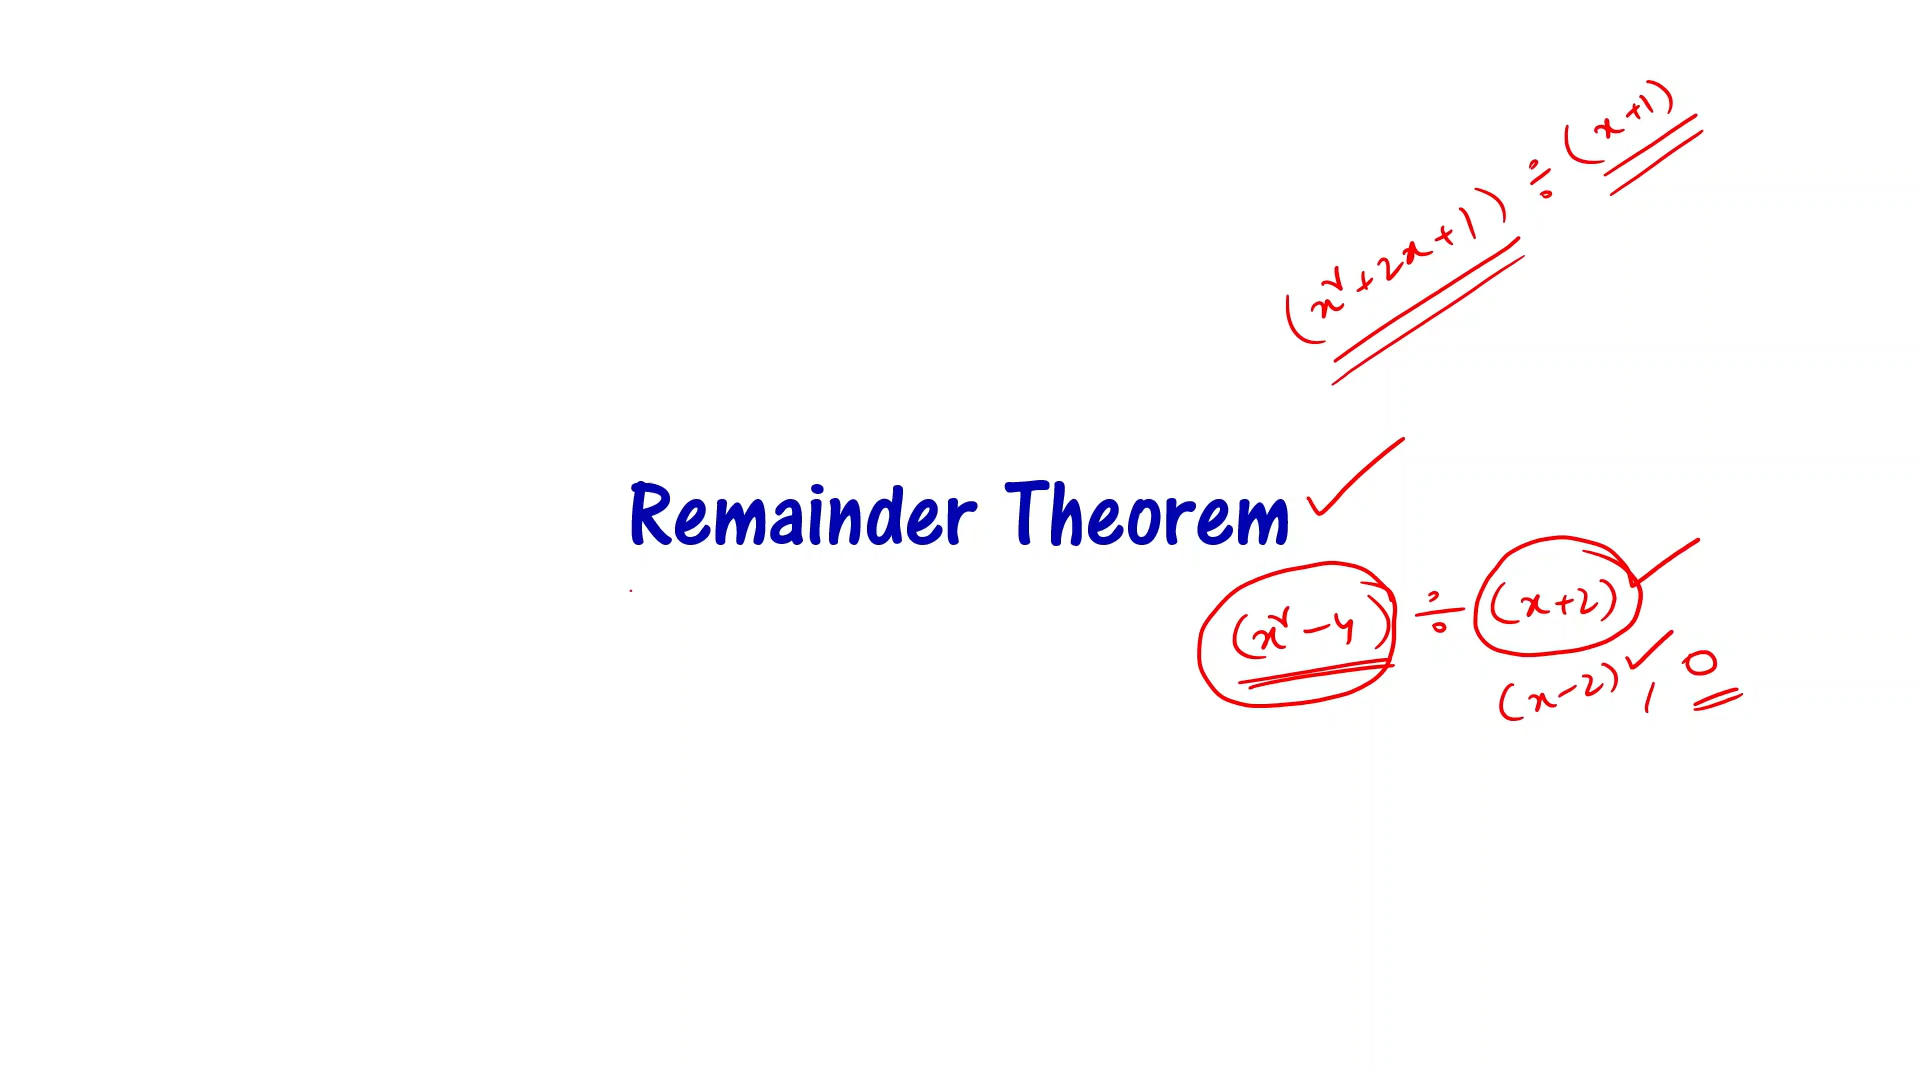 (x²+2x+1) ÷ (x+1)
Remainder Theorem
(x²-4) ÷ (x+2)
(x-2), 0